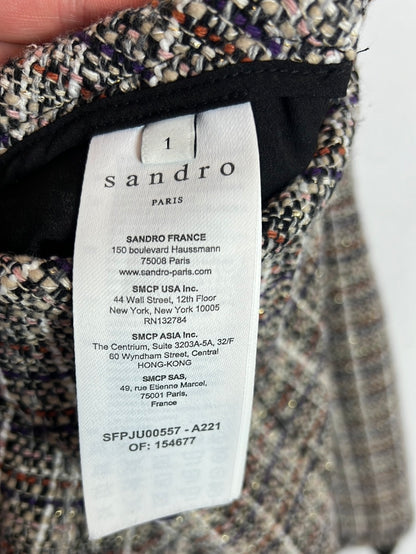 1
sandro
PARIS
SANDRO FRANCE
150 boulevard Haussmann
75008 Paris
www.sandro-paris.com
SMCP USA Inc.
44 Wall Street, 12th Floor
New York, New York 10005
RN132784
SMCP ASIA Inc.
The Centrium, Suite 3203A-5A, 32/F
60 Wyndham Street, Central
HONG-KONG
SMCP SAS,
49, rue Etienne Marcel,
75001 Paris,
France
SFPJU00557 - A221
OF: 154677